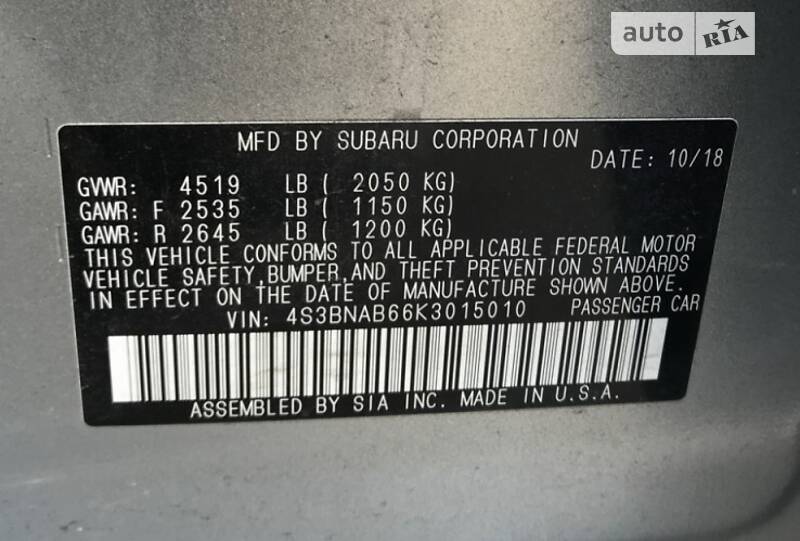 auto RIA
MFD BY SUBARU CORPORATION
DATE: 10/18
GVWR: 4519 LB ( 2050 KG)
GAWR: F 2535 LB ( 1150 KG)
GAWR: R 2645 LB ( 1200 KG)
THIS VEHICLE CONFORMS TO ALL APPLICABLE FEDERAL MOTOR
VEHICLE SAFETY,BUMPER,AND THEFT PREVENTION STANDARDS
IN EFFECT ON THE DATE OF MANUFACTURE SHOWN ABOVE.
VIN: 4S3BNAB66K3015010 PASSENGER CAR
ASSEMBLED BY SIA INC. MADE IN U.S.A.